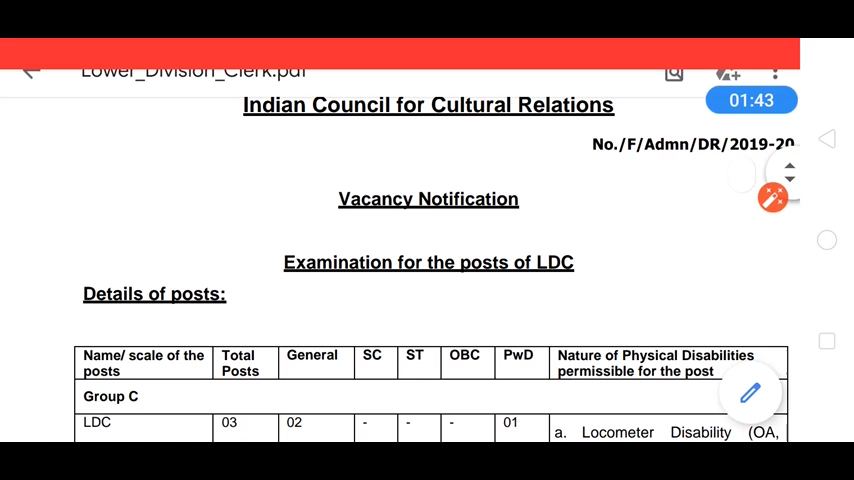 Lower_Division_Clerk.pdf
01:43
Indian Council for Cultural Relations
No./F/Admn/DR/2019-20
Vacancy Notification
Examination for the posts of LDC
Details of posts:
Name/ scale of the posts Total Posts General SC ST OBC PwD Nature of Physical Disabilities permissible for the post
Group C
LDC 03 02 - - - 01 a. Locometer Disability (OA,